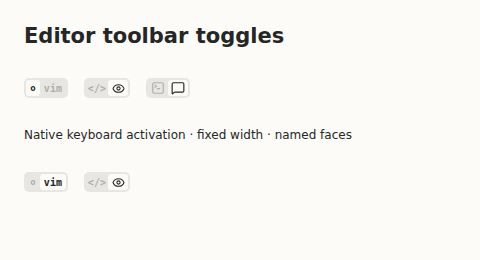 Editor toolbar toggles
o vim </>
Native keyboard activation · fixed width · named faces
o vim </>